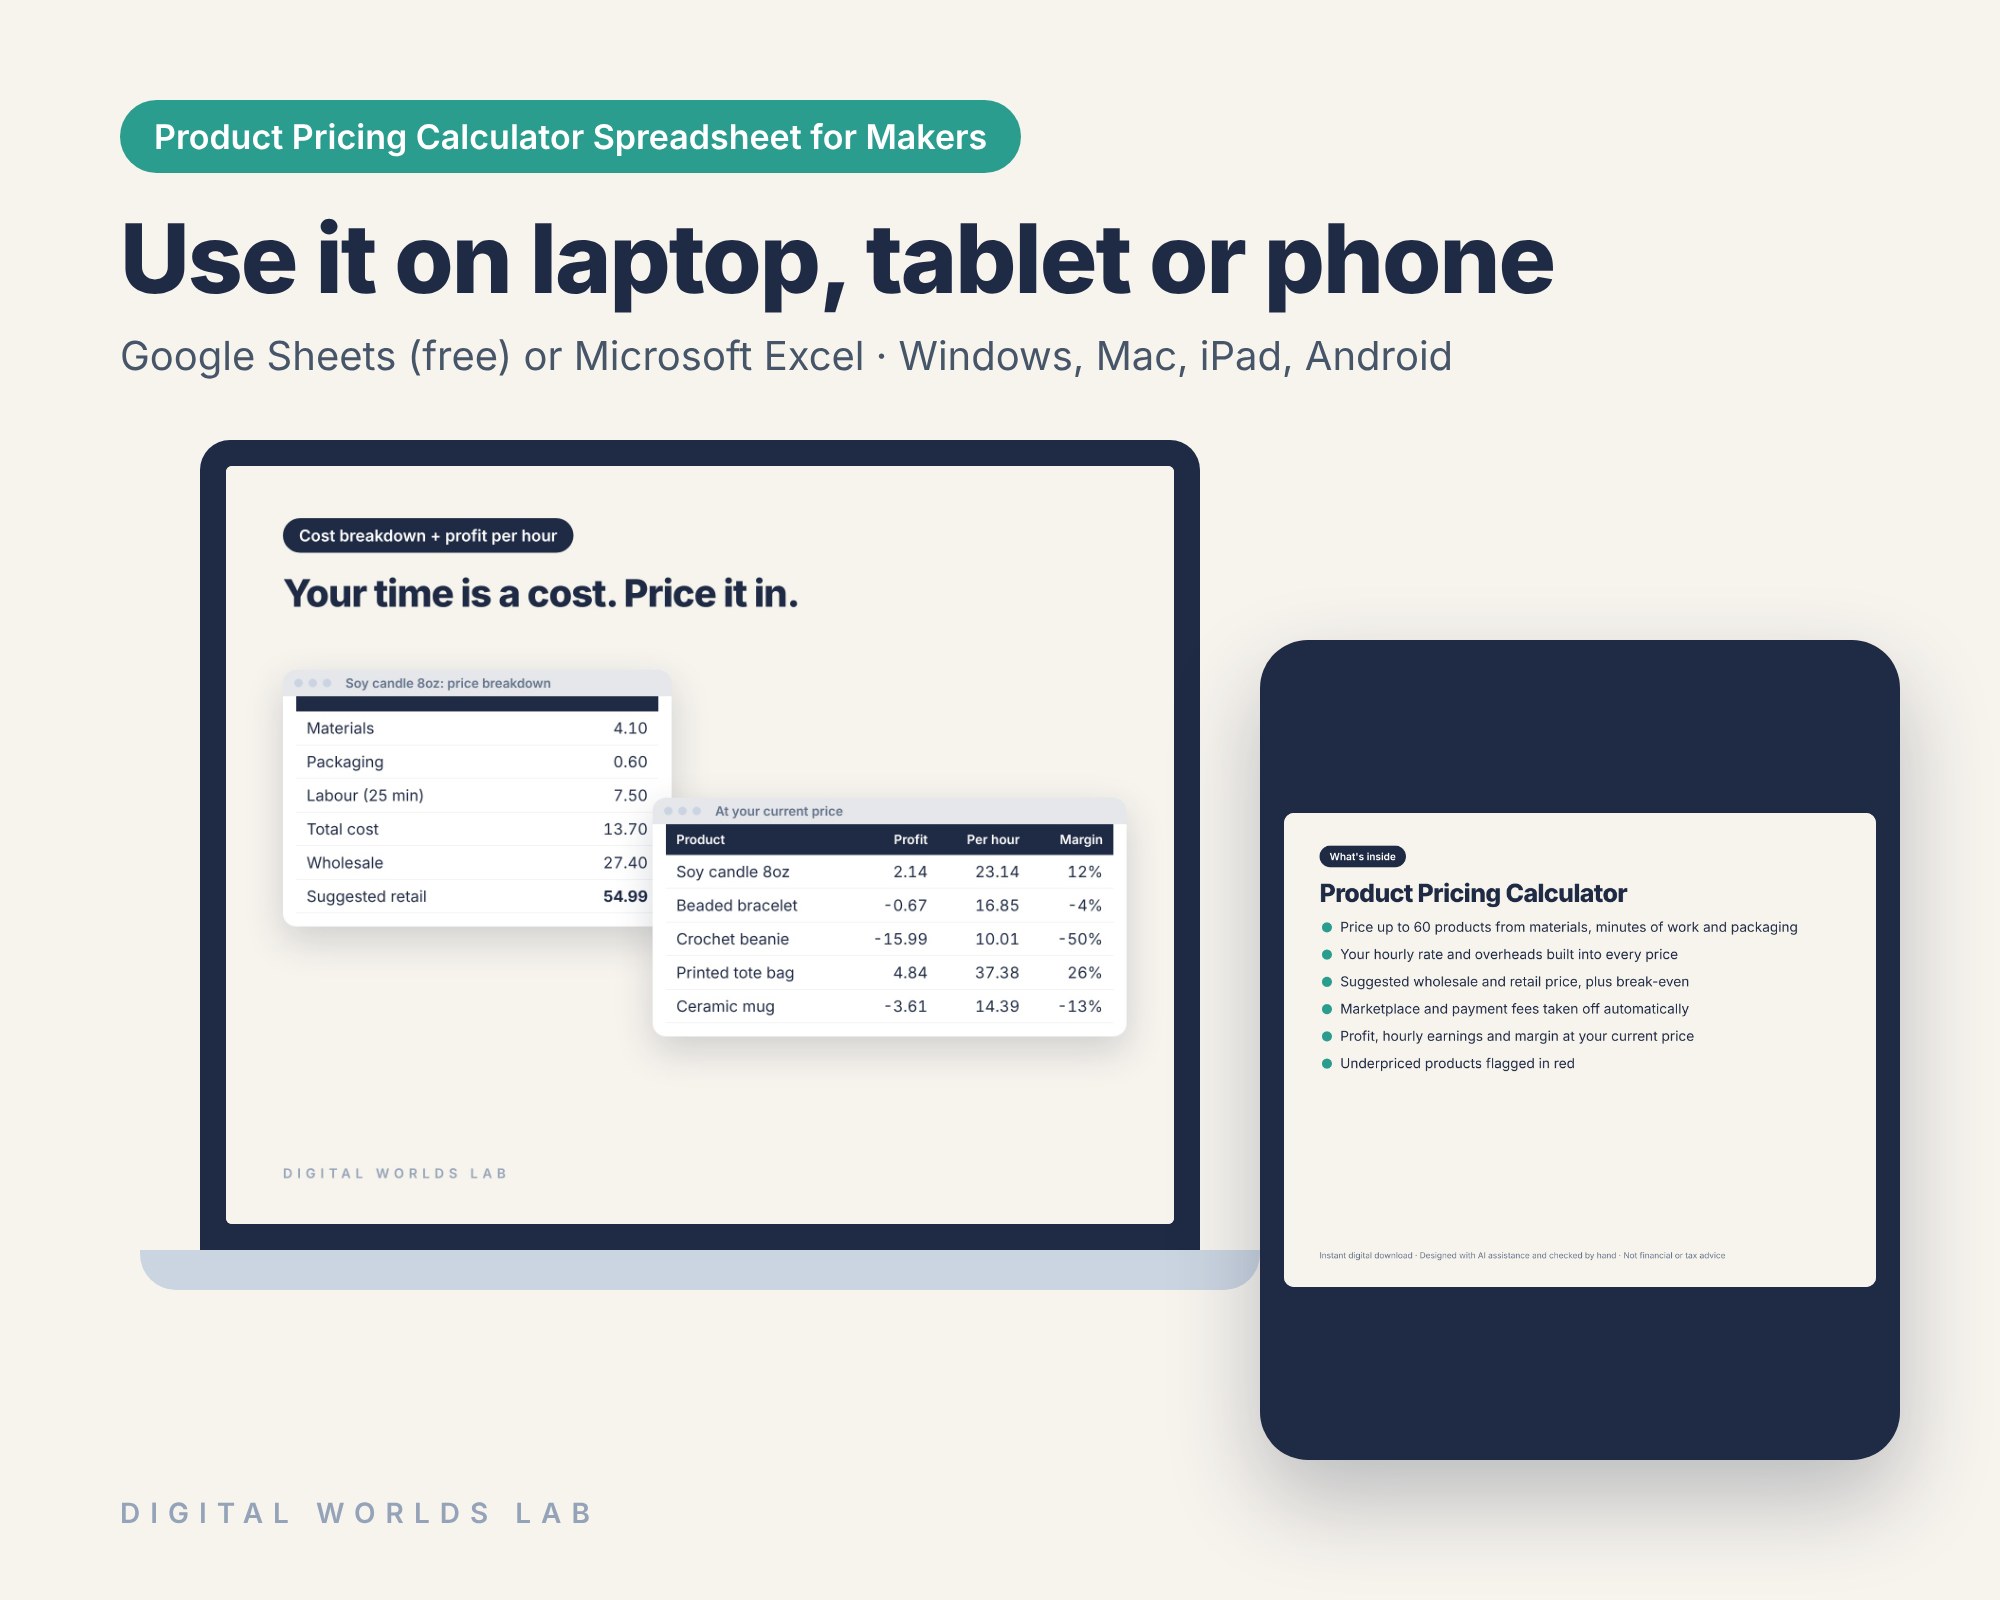 Product Pricing Calculator Spreadsheet for Makers
Use it on laptop, tablet or phone
Google Sheets (free) or Microsoft Excel · Windows, Mac, iPad, Android
Cost breakdown + profit per hour
Your time is a cost. Price it in.
Soy candle 8oz: price breakdown
Materials 4.10
Packaging 0.60
Labour (25 min) 7.50
Total cost 13.70
Wholesale 27.40
Suggested retail 54.99
At your current price
Product Profit Per hour Margin
Soy candle 8oz 2.14 23.14 12%
Beaded bracelet -0.67 16.85 -4%
Crochet beanie -15.99 10.01 -50%
Printed tote bag 4.84 37.38 26%
Ceramic mug -3.61 14.39 -13%
DIGITAL WORLDS LAB
What's inside
Product Pricing Calculator
Price up to 60 products from materials, minutes of work and packaging
Your hourly rate and overheads built into every price
Suggested wholesale and retail price, plus break-even
Marketplace and payment fees taken off automatically
Profit, hourly earnings and margin at your current price
Underpriced products flagged in red
Instant digital download · Designed with AI assistance and checked by hand · Not financial or tax advice
DIGITAL WORLDS LAB